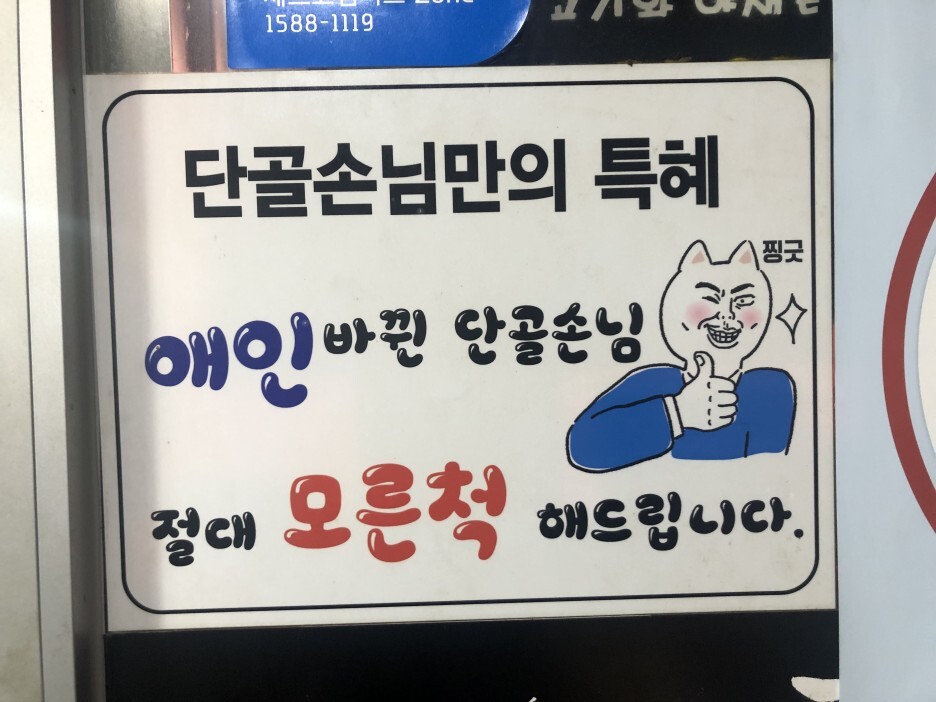 1588-1119
단골손님만의 특혜
찡긋
애인 바뀐 단골손님
절대 모른척 해드립니다.